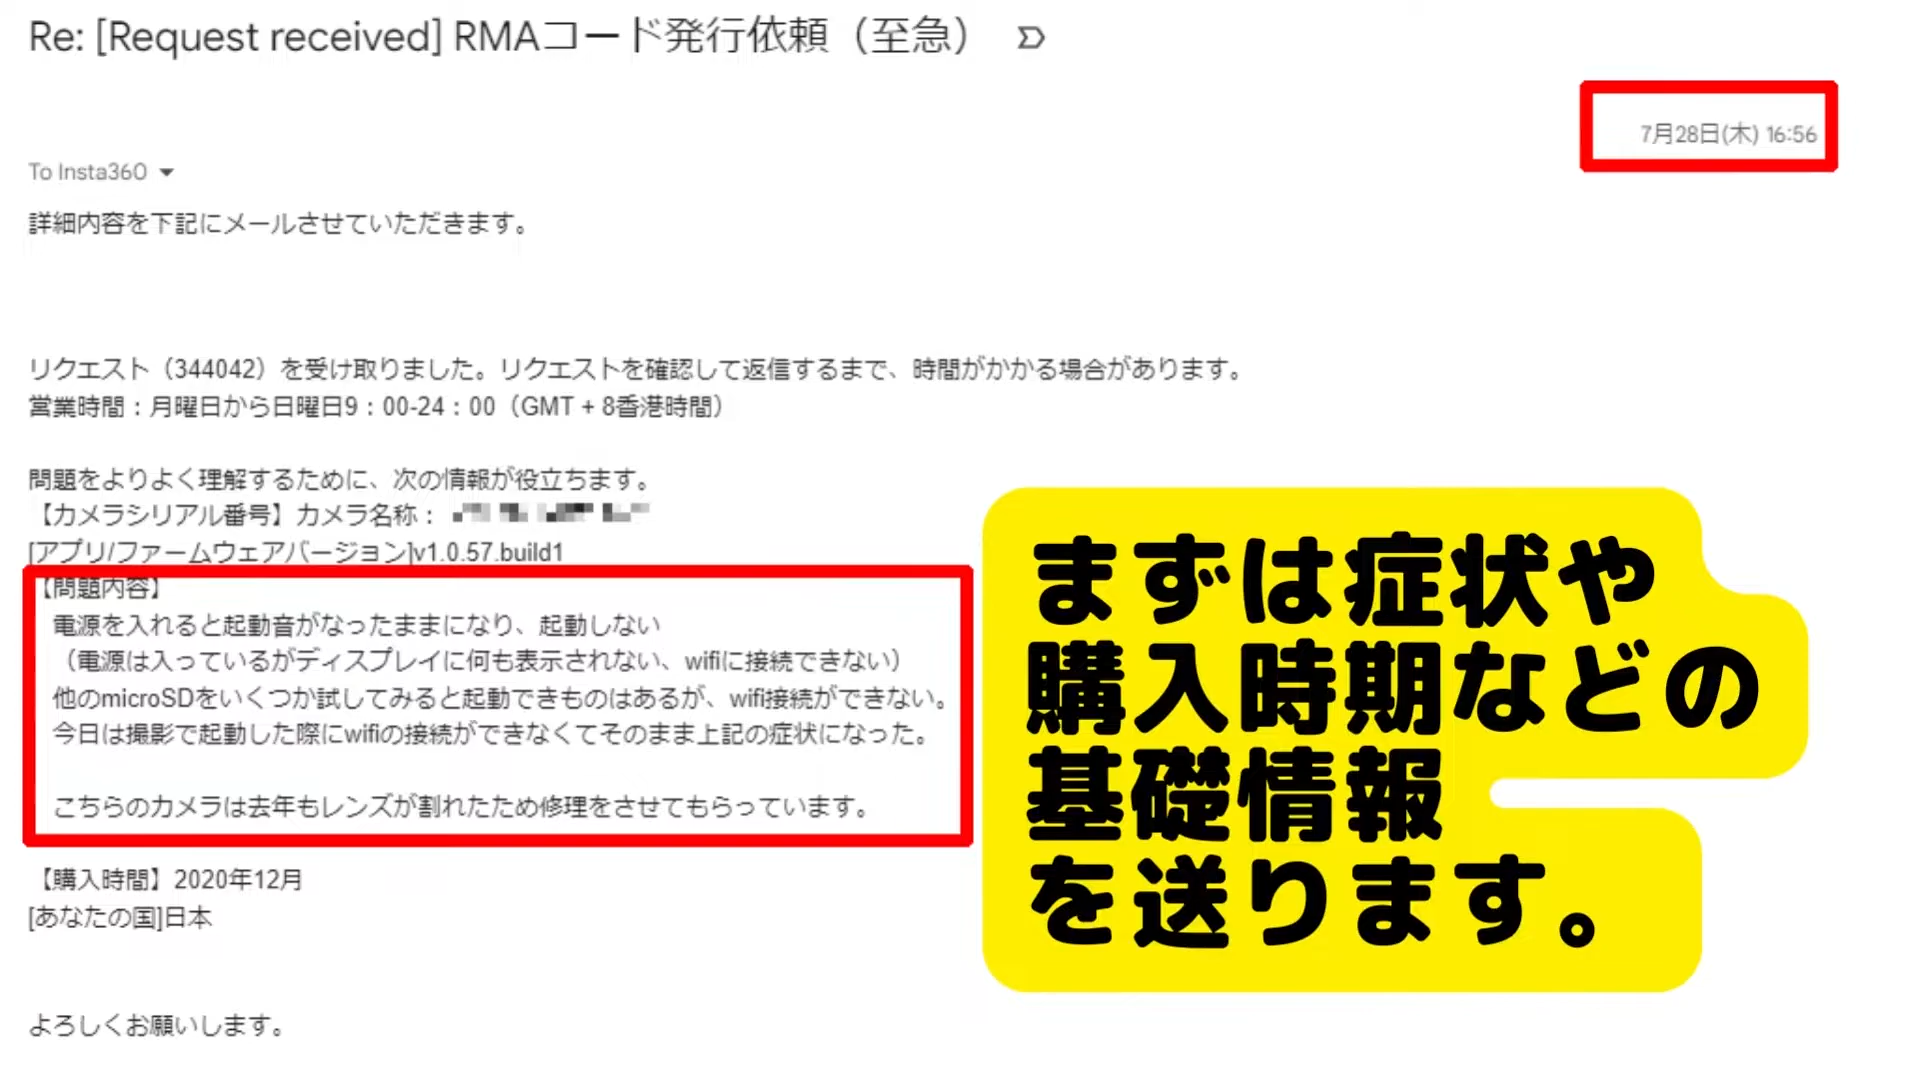 Re: [Request received] RMAコード発行依頼（至急）
7月28日(木) 16:56
To Insta360
詳細内容を下記にメールさせていただきます。
リクエスト（344042）を受け取りました。リクエストを確認して返信するまで、時間がかかる場合があります。
営業時間：月曜日から日曜日9：00-24：00（GMT + 8香港時間）
問題をよりよく理解するために、次の情報が役立ちます。
【カメラシリアル番号】カメラ名称：
[アプリ/ファームウェアバージョン]v1.0.57.build1
【問題内容】
電源を入れると起動音がなったままになり、起動しない
（電源は入っているがディスプレイに何も表示されない、wifiに接続できない）
他のmicroSDをいくつか試してみると起動できものはあるが、wifi接続ができない。
今日は撮影で起動した際にwifiの接続ができなくてそのまま上記の症状になった。
こちらのカメラは去年もレンズが割れたため修理をさせてもらっています。
【購入時間】2020年12月
[あなたの国]日本
よろしくお願いします。
まずは症状や
購入時期などの
基礎情報
を送ります。